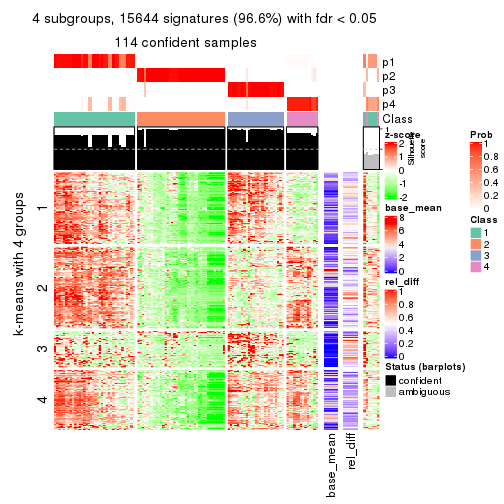 4 subgroups, 15644 signatures (96.6%) with fdr < 0.05
114 confident samples
p1
p2
p3
p4
Class
1
Silhouette
score
z-score
2
1
0
-1
-2
Prob
1
0.8
0.6
0.4
0.2
0
base_mean
8
6
4
2
0
Class
1
2
3
4
rel_diff
1
0.8
0.6
0.4
0.2
0
Status (barplots)
confident
ambiguous
k-means with 4 groups
1
2
3
4
base_mean
rel_diff